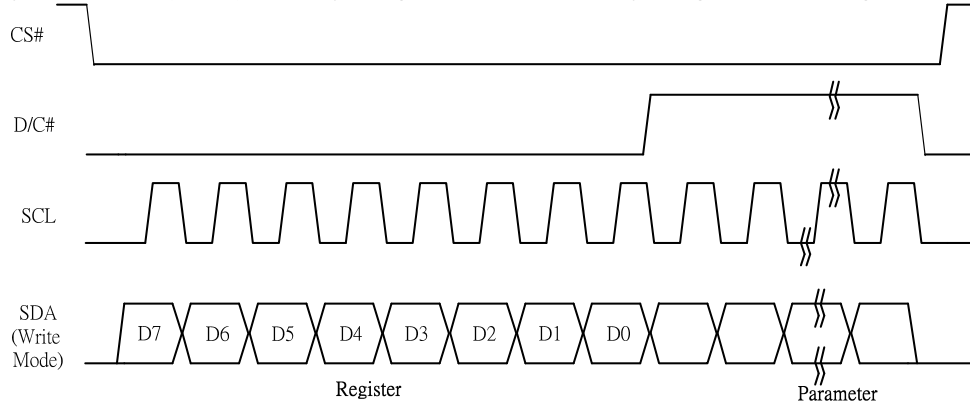 CS#
D/C#
SCL
SDA
(Write
Mode)
D7 D6 D5 D4 D3 D2 D1 D0
Register
Parameter